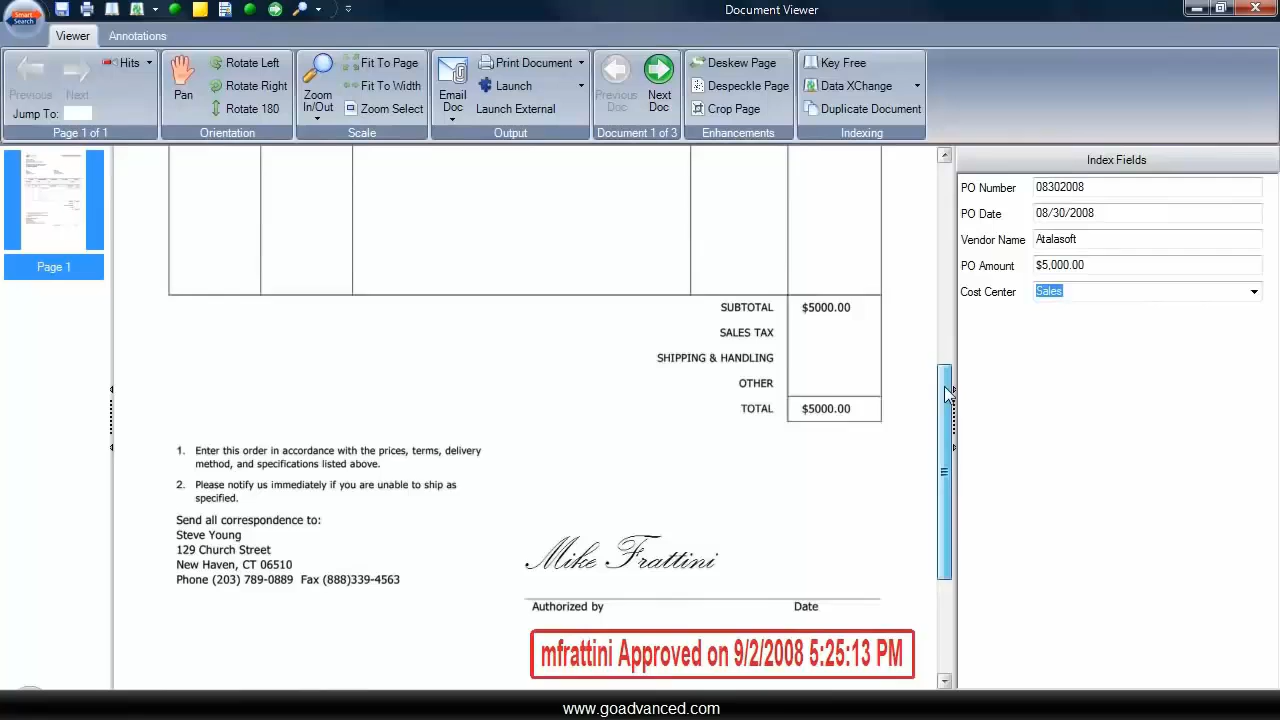 Smart
Search
Document Viewer
Viewer
Annotations
Previous
Next
Hits
Jump To:
Page 1 of 1
Pan
Rotate Left
Rotate Right
Rotate 180
Orientation
Zoom
In/Out
Fit To Page
Fit To Width
Zoom Select
Scale
Email
Doc
Print Document
Launch
Launch External
Output
Previous
Doc
Next
Doc
Document 1 of 3
Deskew Page
Despeckle Page
Crop Page
Enhancements
Key Free
Data XChange
Duplicate Document
Indexing
Page 1
SUBTOTAL $5000.00
SALES TAX
SHIPPING & HANDLING
OTHER
TOTAL $5000.00
1. Enter this order in accordance with the prices, terms, delivery
method, and specifications listed above.
2. Please notify us immediately if you are unable to ship as
specified.
Send all correspondence to:
Steve Young
129 Church Street
New Haven, CT 06510
Phone (203) 789-0889 Fax (888)339-4563
Mike Frattini
Authorized by Date
mfrattini Approved on 9/2/2008 5:25:13 PM
Index Fields
PO Number 08302008
PO Date 08/30/2008
Vendor Name Atalasoft
PO Amount $5,000.00
Cost Center Sales
www.goadvanced.com